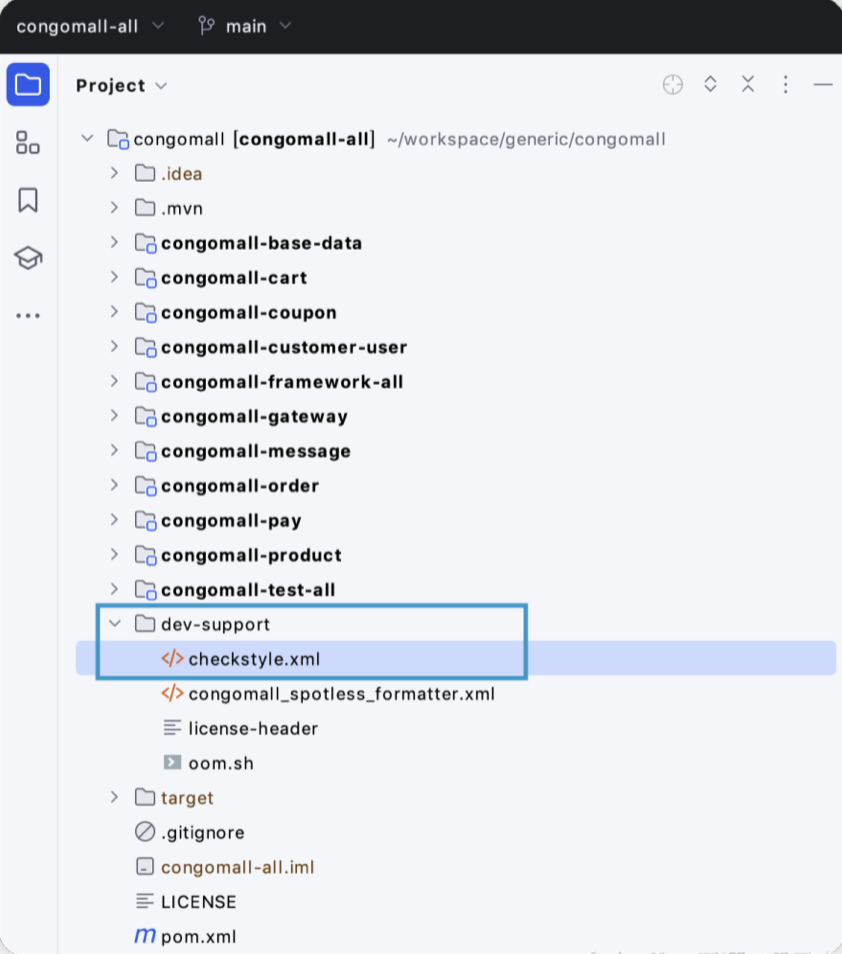 congomall-all main
Project
congomall [congomall-all] ~/workspace/generic/congomall
.idea
.mvn
congomall-base-data
congomall-cart
congomall-coupon
congomall-customer-user
congomall-framework-all
congomall-gateway
congomall-message
congomall-order
congomall-pay
congomall-product
congomall-test-all
dev-support
checkstyle.xml
congomall_spotless_formatter.xml
license-header
oom.sh
target
.gitignore
congomall-all.iml
LICENSE
pom.xml